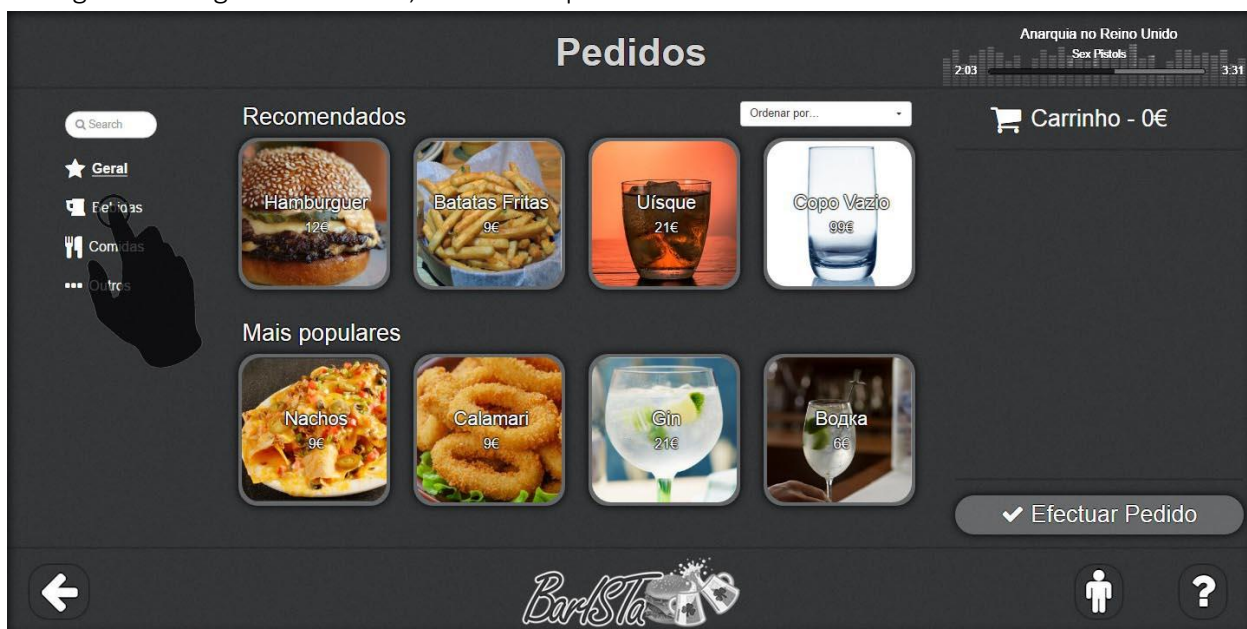 Pedidos
Anarquia no Reino Unido
Sex Pistols
2:03
3:31
Search
Geral
Bebidas
Comidas
Outros
Recomendados
Ordenar por...
Hamburguer
12€
Batatas Fritas
9€
Uísque
21€
Copo Vazio
99€
Mais populares
Nachos
9€
Calamari
9€
Gin
21€
Водка
6€
Carrinho - 0€
Efectuar Pedido
BarISTa
?